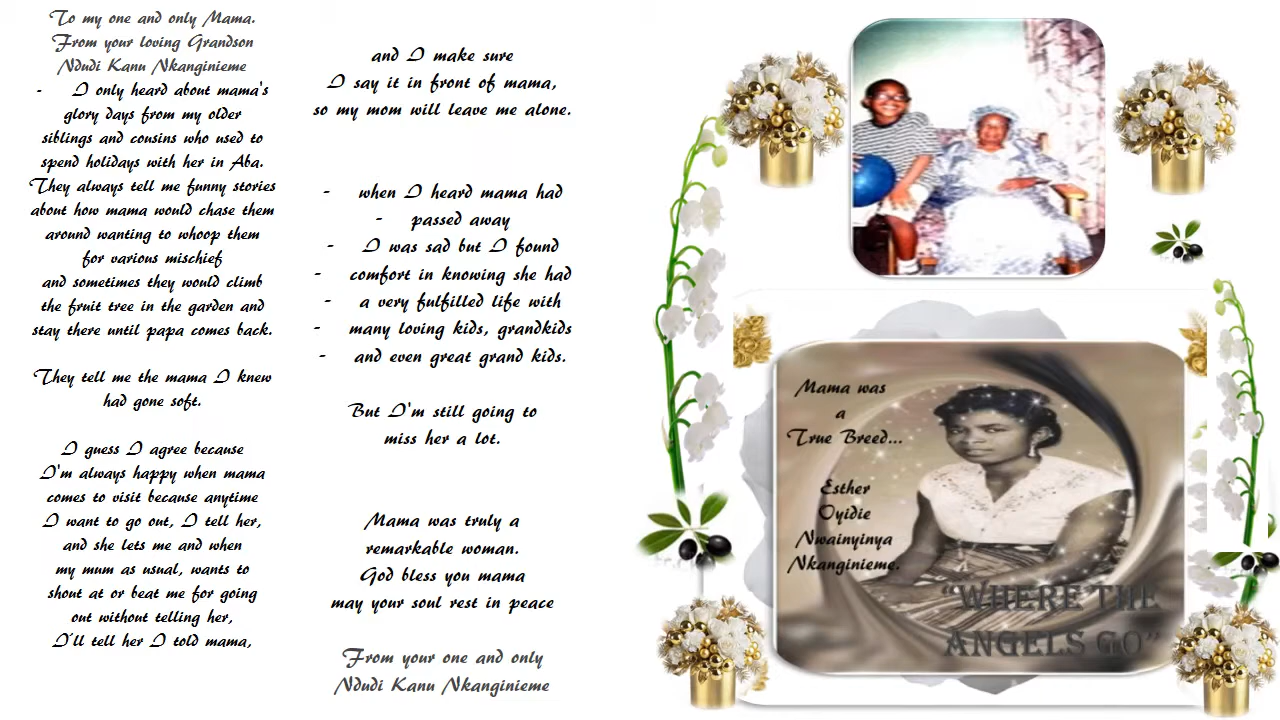 To my one and only Mama.
From your loving Grandson
Ndudi Kanu Nkanginieme
- I only heard about mama's
glory days from my older
siblings and cousins who used to
spend holidays with her in Aba.
They always tell me funny stories
about how mama would chase them
around wanting to whoop them
for various mischief
and sometimes they would climb
the fruit tree in the garden and
stay there until papa comes back.
They tell me the mama I knew
had gone soft.
I guess I agree because
I'm always happy when mama
comes to visit because anytime
I want to go out, I tell her,
and she lets me and when
my mum as usual, wants to
shout at or beat me for going
out without telling her,
I'll tell her I told mama,
and I make sure
I say it in front of mama,
so my mom will leave me alone.
- when I heard mama had
- passed away
- I was sad but I found
- comfort in knowing she had
- a very fulfilled life with
- many loving kids, grandkids
- and even great grand kids.
But I'm still going to
miss her a lot.
Mama was truly a
remarkable woman.
God bless you mama
may your soul rest in peace
From your one and only
Ndudi Kanu Nkanginieme
Mama was
a
True Breed...
Esther
Oyidie
Nwainyinya
Nkanginieme.
"WHERE THE
ANGELS GO"